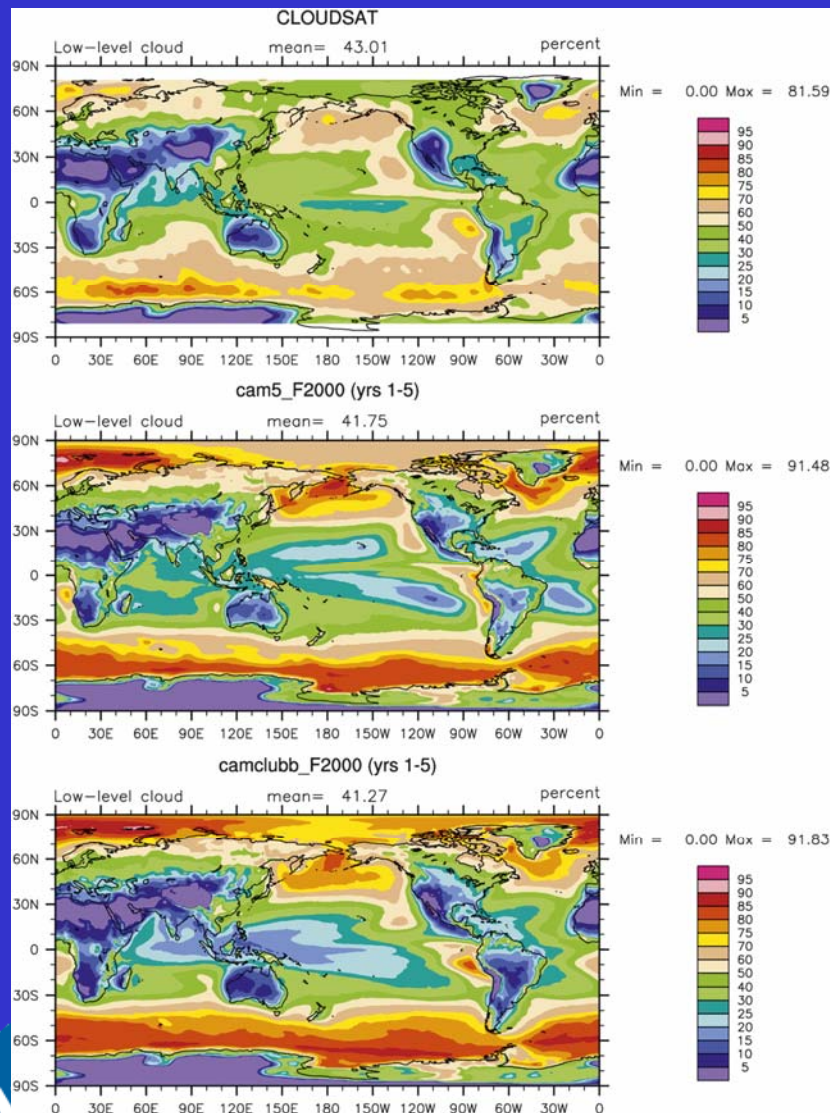 CLOUDSAT
Low-level cloud mean= 43.01 percent
Min = 0.00 Max = 81.59
90N
60N
30N
0
30S
60S
90S
0 30E 60E 90E 120E 150E 180 150W 120W 90W 60W 30W 0
95
90
85
80
75
70
60
50
40
30
25
20
15
10
5
cam5_F2000 (yrs 1-5)
Low-level cloud mean= 41.75 percent
Min = 0.00 Max = 91.48
90N
60N
30N
0
30S
60S
90S
0 30E 60E 90E 120E 150E 180 150W 120W 90W 60W 30W 0
95
90
85
80
75
70
60
50
40
30
25
20
15
10
5
camclubb_F2000 (yrs 1-5)
Low-level cloud mean= 41.27 percent
Min = 0.00 Max = 91.83
90N
60N
30N
0
30S
60S
90S
0 30E 60E 90E 120E 150E 180 150W 120W 90W 60W 30W 0
95
90
85
80
75
70
60
50
40
30
25
20
15
10
5